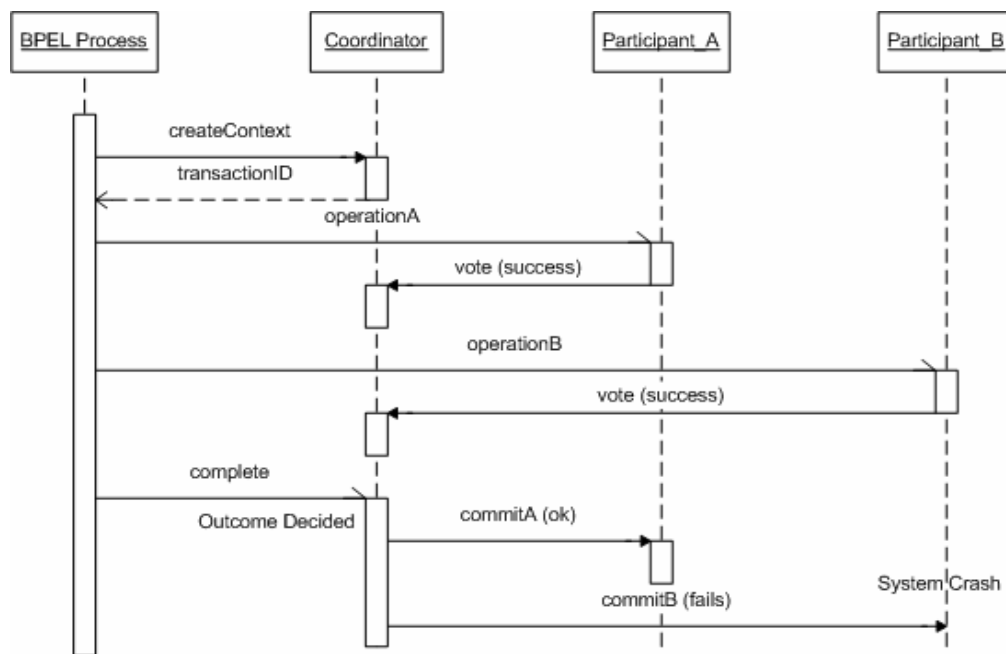 BPEL Process
Coordinator
Participant_A
Participant_B
createContext
transactionID
operationA
vote (success)
operationB
vote (success)
complete
Outcome Decided
commitA (ok)
System Crash
commitB (fails)